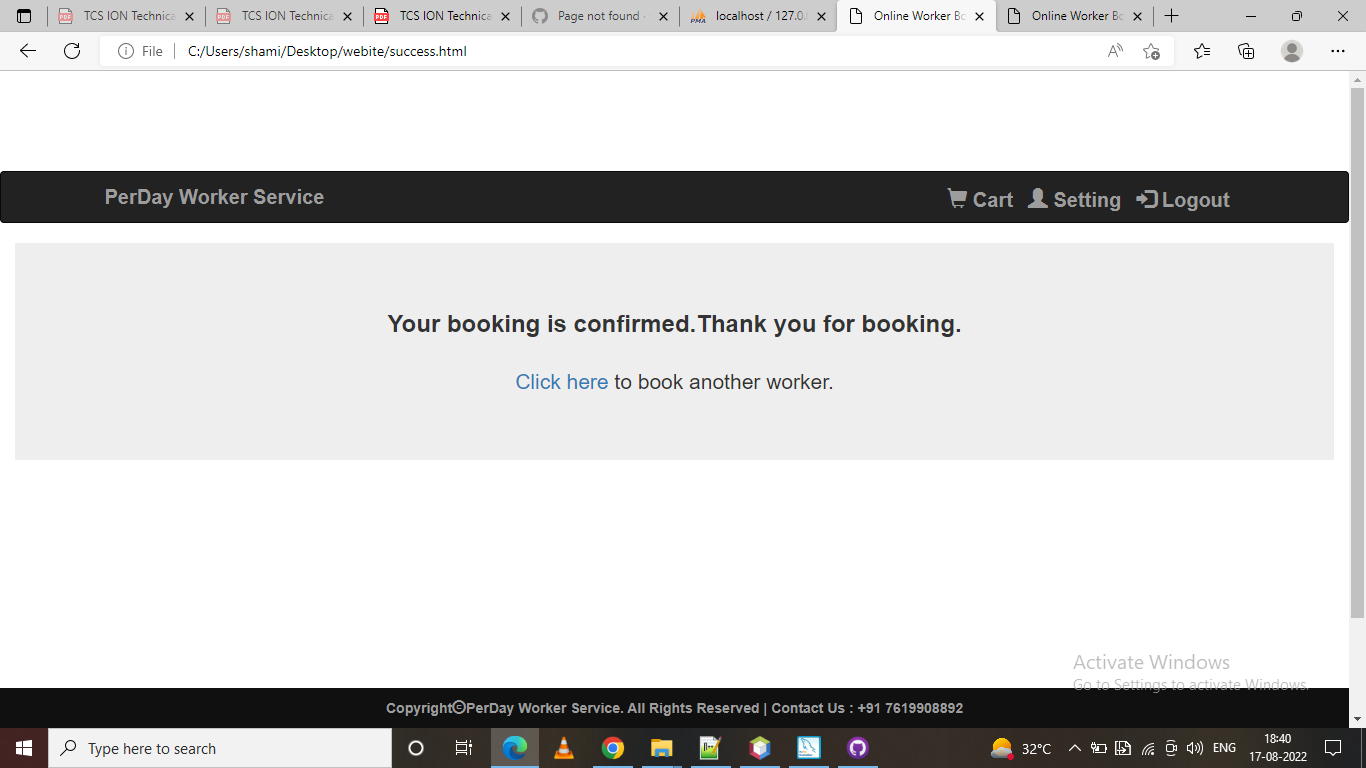 TCS ION Technica
TCS ION Technica
TCS ION Technica
Page not found
localhost / 127.0.
Online Worker Bo
Online Worker Bo
File
C:/Users/shami/Desktop/webite/success.html
PerDay Worker Service
Cart
Setting
Logout
Your booking is confirmed.Thank you for booking.
Click here to book another worker.
Activate Windows
Go to Settings to activate Windows.
Copyright©PerDay Worker Service. All Rights Reserved | Contact Us : +91 7619908892
Type here to search
32°C
ENG
18:40
17-08-2022